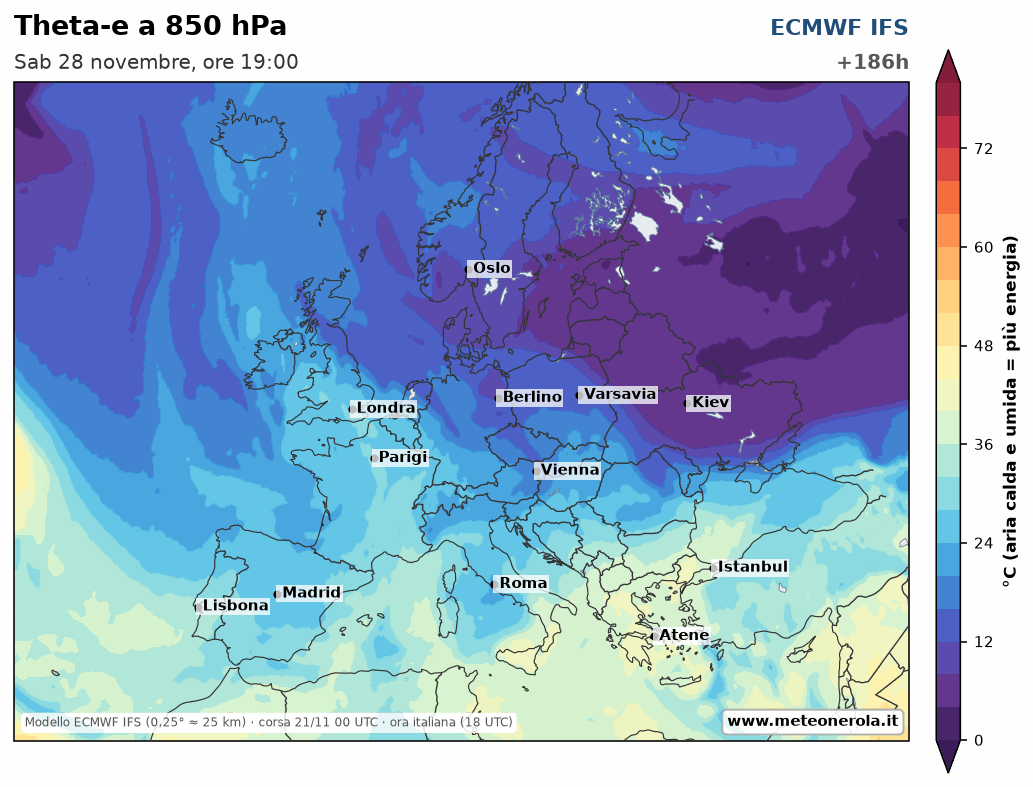 Theta-e a 850 hPa
ECMWF IFS
Sab 28 novembre, ore 19:00
+186h
Oslo
Berlino
Varsavia
Kiev
Londra
Parigi
Vienna
Istanbul
Roma
Madrid
Lisbona
Atene
Modello ECMWF IFS (0,25° ≈ 25 km) · corsa 21/11 00 UTC · ora italiana (18 UTC)
www.meteonerola.it
72
60
48
36
24
12
0
°C (aria calda e umida = più energia)